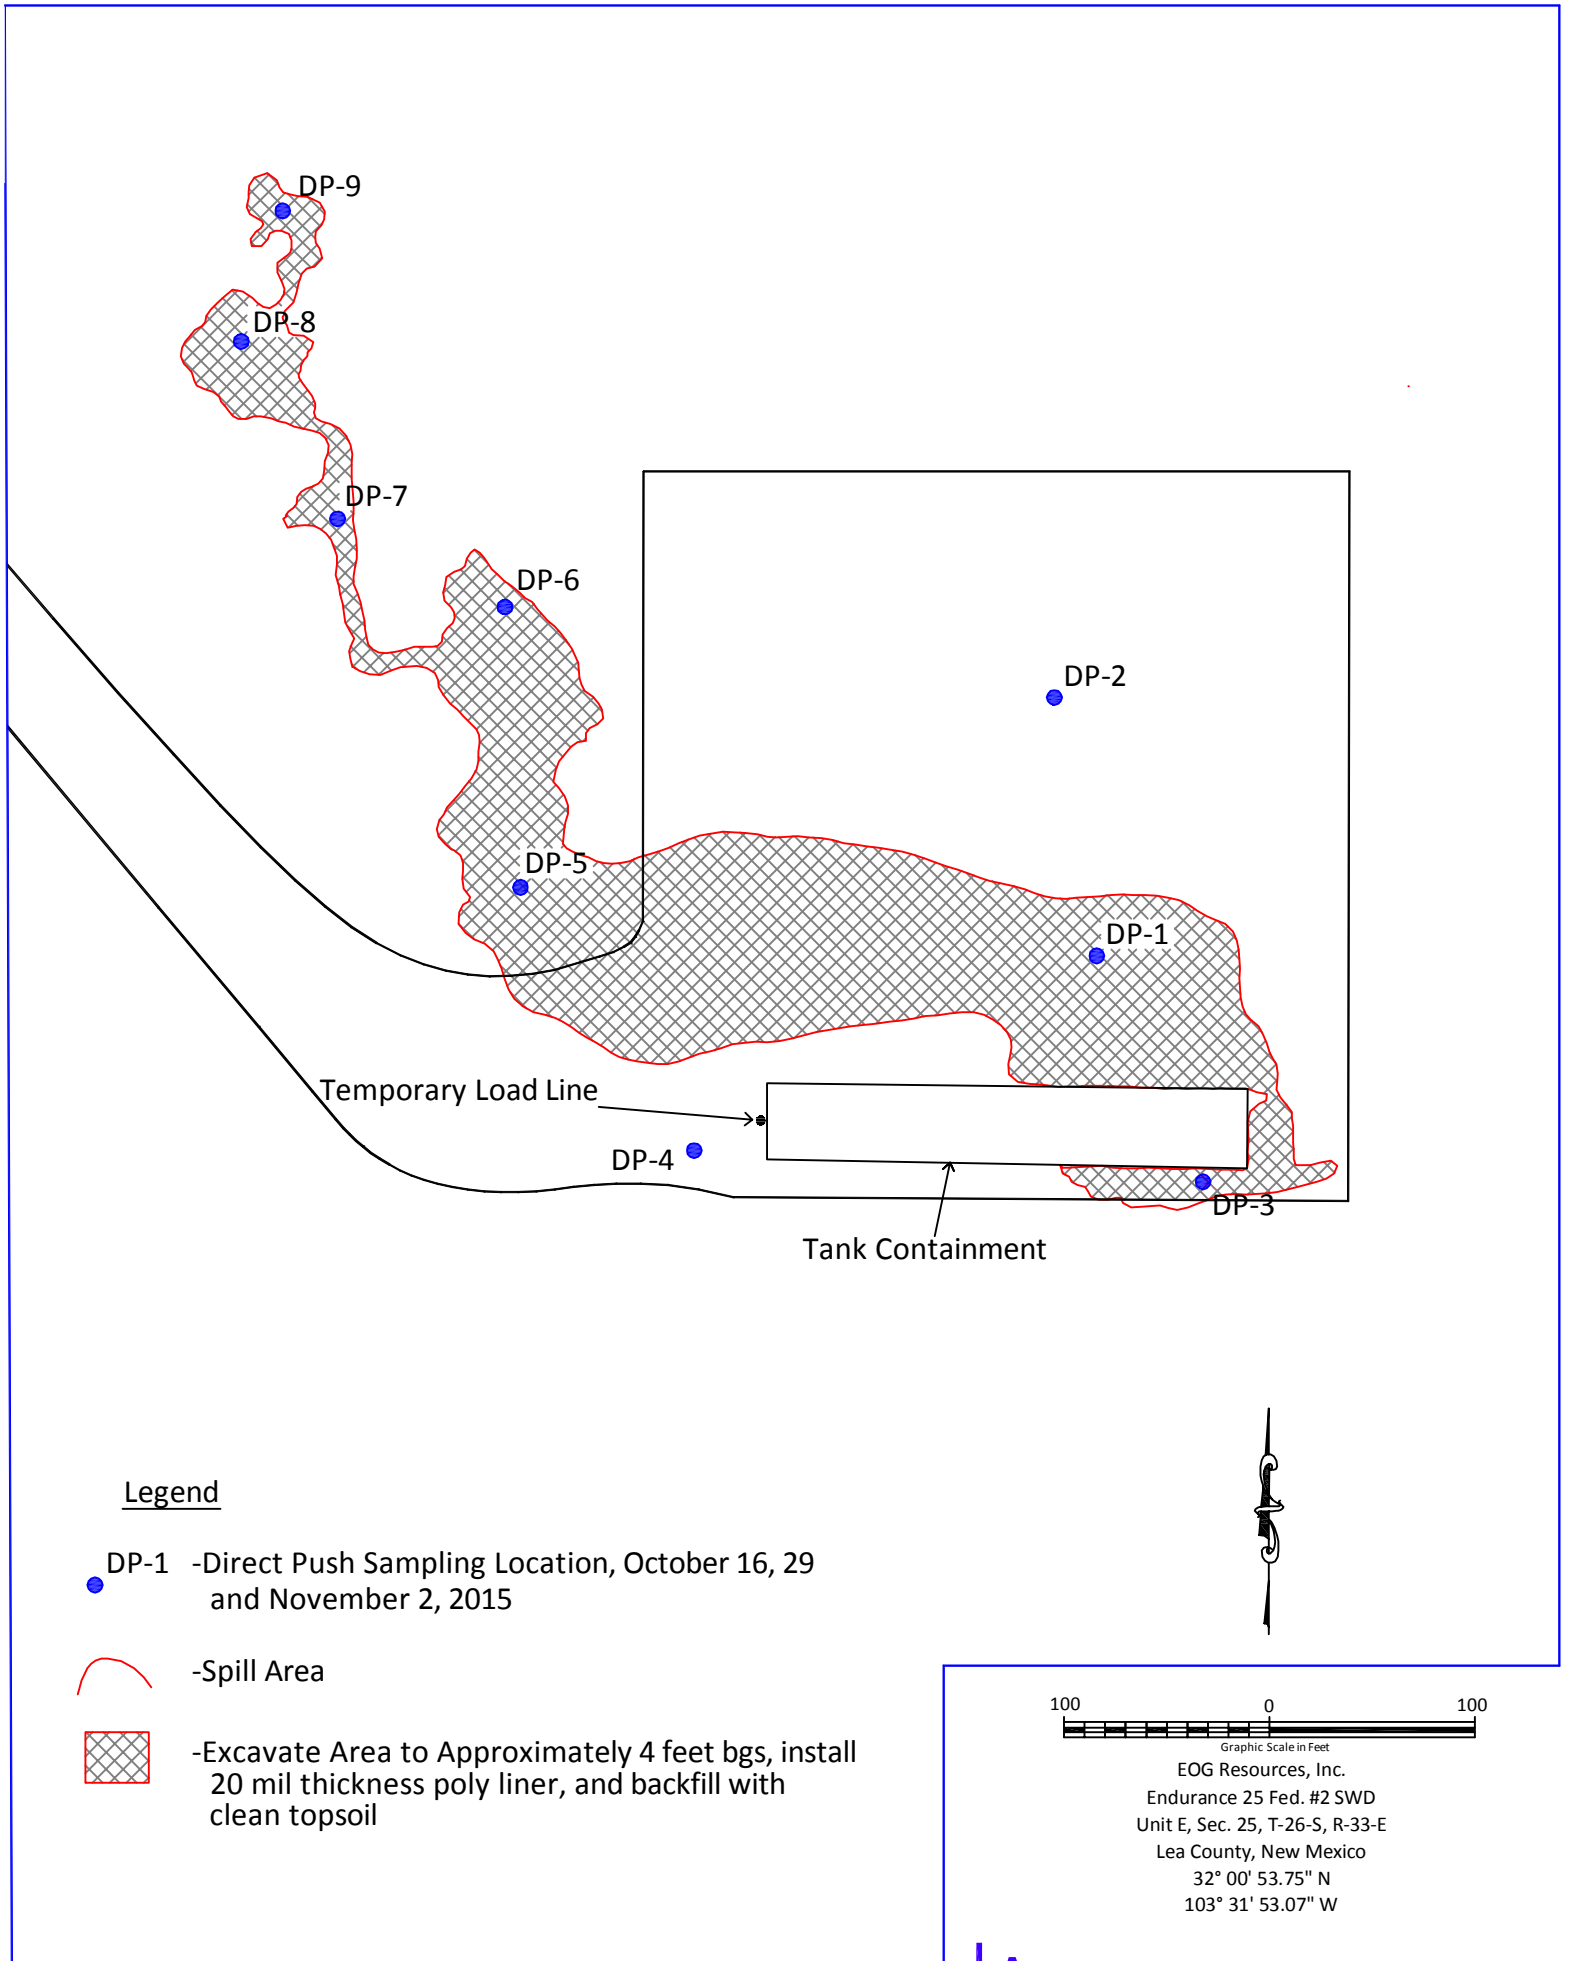 DP-9
DP-8
DP-7
DP-6
DP-2
DP-5
DP-1
Temporary Load Line
DP-4
DP-3
Tank Containment
Legend
DP-1 -Direct Push Sampling Location, October 16, 29
and November 2, 2015
-Spill Area
-Excavate Area to Approximately 4 feet bgs, install
20 mil thickness poly liner, and backfill with
clean topsoil
100 0 100
Graphic Scale in Feet
EOG Resources, Inc.
Endurance 25 Fed. #2 SWD
Unit E, Sec. 25, T-26-S, R-33-E
Lea County, New Mexico
32° 00' 53.75" N
103° 31' 53.07" W